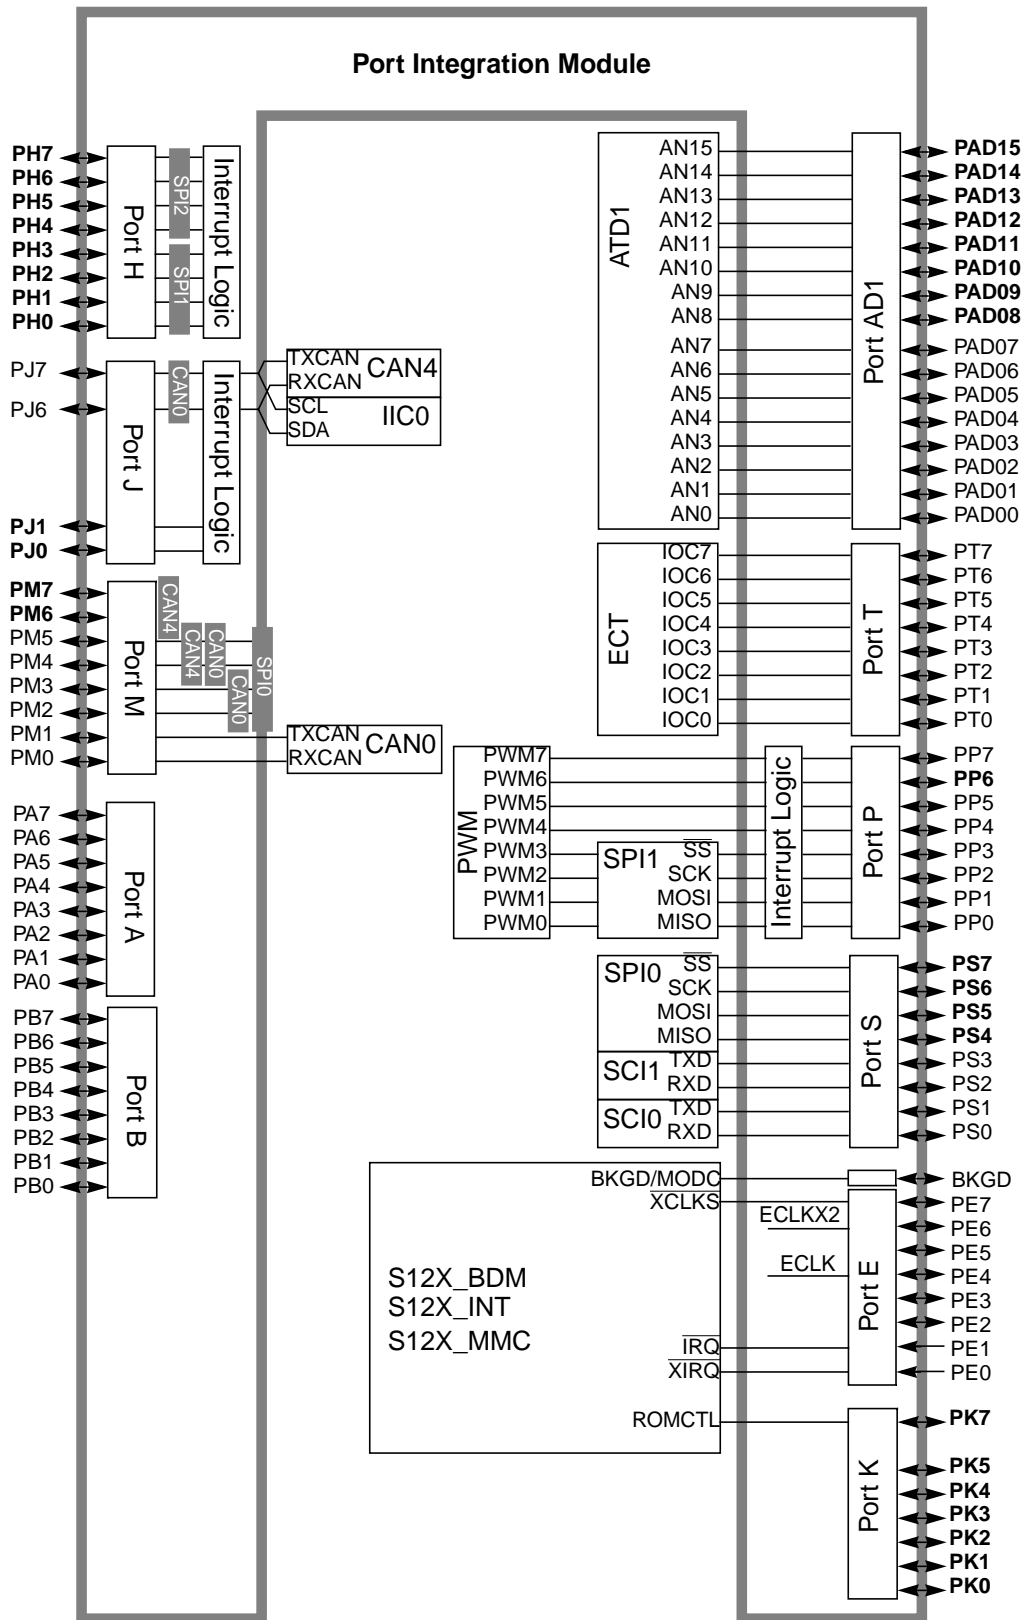 Port Integration Module
PH7
PH6
PH5
PH4
PH3
PH2
PH1
PH0
Port H
SPI2
SPI1
Interrupt Logic
PJ7
PJ6
PJ1
PJ0
Port J
CAN0
Interrupt Logic
TXCAN
RXCAN
CAN4
SCL
SDA
IIC0
PM7
PM6
PM5
PM4
PM3
PM2
PM1
PM0
Port M
CAN4
CAN4
CAN0
CAN0
SPI0
TXCAN
RXCAN
CAN0
PA7
PA6
PA5
PA4
PA3
PA2
PA1
PA0
Port A
PB7
PB6
PB5
PB4
PB3
PB2
PB1
PB0
Port B
ATD1
AN15
AN14
AN13
AN12
AN11
AN10
AN9
AN8
AN7
AN6
AN5
AN4
AN3
AN2
AN1
AN0
Port AD1
PAD15
PAD14
PAD13
PAD12
PAD11
PAD10
PAD09
PAD08
PAD07
PAD06
PAD05
PAD04
PAD03
PAD02
PAD01
PAD00
ECT
IOC7
IOC6
IOC5
IOC4
IOC3
IOC2
IOC1
IOC0
Port T
PT7
PT6
PT5
PT4
PT3
PT2
PT1
PT0
PWM
PWM7
PWM6
PWM5
PWM4
PWM3
PWM2
PWM1
PWM0
SPI1
SS
SCK
MOSI
MISO
Interrupt Logic
Port P
PP7
PP6
PP5
PP4
PP3
PP2
PP1
PP0
SPI0
SS
SCK
MOSI
MISO
SCI1
TXD
RXD
SCI0
TXD
RXD
Port S
PS7
PS6
PS5
PS4
PS3
PS2
PS1
PS0
S12X_BDM
S12X_INT
S12X_MMC
BKGD/MODC
XCLKS
IRQ
XIRQ
ROMCTL
ECLKX2
ECLK
BKGD
Port E
PE7
PE6
PE5
PE4
PE3
PE2
PE1
PE0
Port K
PK7
PK5
PK4
PK3
PK2
PK1
PK0